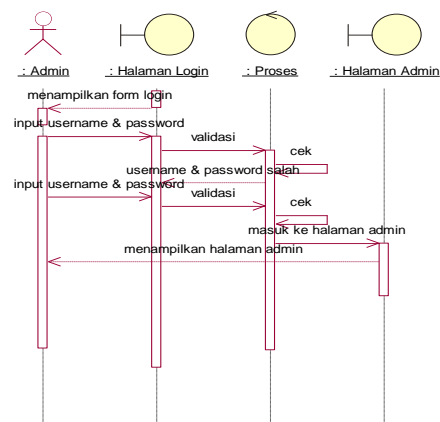 : Admin
: Halaman Login
: Proses
: Halaman Admin
menampilkan form login
input username & password
validasi
cek
username & password salah
input username & password
validasi
cek
masuk ke halaman admin
menampilkan halaman admin